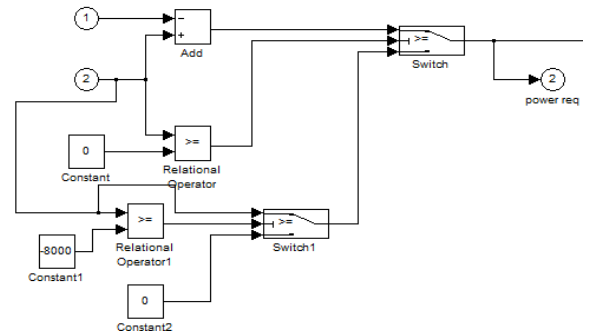 1
−
+
Add
>=
Switch
2
2
power req
0
Constant
>=
Relational
Operator
>=
Relational
Operator1
>=
Switch1
-8000
Constant1
0
Constant2